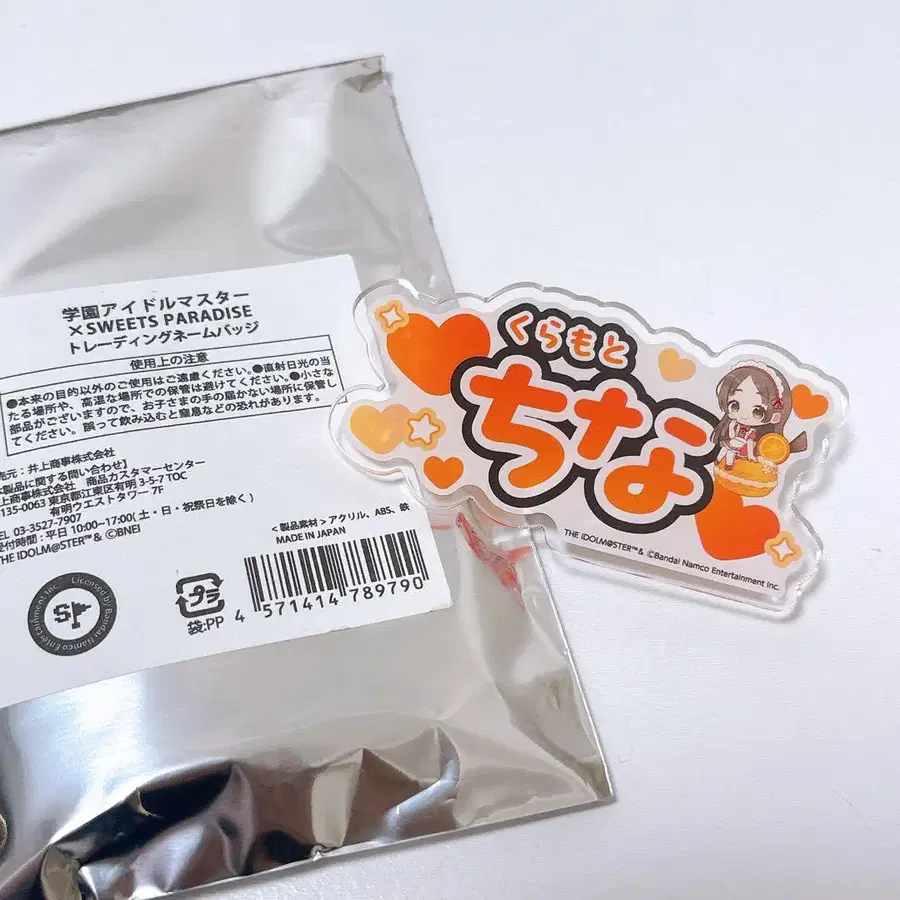 学園アイドルマスター
×SWEETS PARADISE
トレーディングネームバッジ
使用上の注意
●本来の目的以外のご使用はご遠慮ください。●直射日光の当
たる場所や、高温な場所での保管は避けてください。●小さな
部品がございますので、お子さまの手の届かない場所に保管し
てください。誤って飲み込むと窒息などの恐れがあります。
売元：井上商事株式会社
製品に関する問い合わせ】
上商事株式会社 商品カスタマーセンター
135-0063 東京都江東区有明 3-5-7 TOC
有明ウエストタワー 7F
TEL 03-3527-7907
受付時間：平日 10:00~17:00(土・日・祝祭日を除く)
THE IDOLM@STER™& ©BNEI
＜製品素材＞アクリル、ABS、鉄
MADE IN JAPAN
Licensed by Bandai Namco Entertainment Inc.
プラ
袋:PP
4 571414 789790
くらもと
ちな
THE IDOLM@STER™& ©Bandai Namco Entertainment Inc.